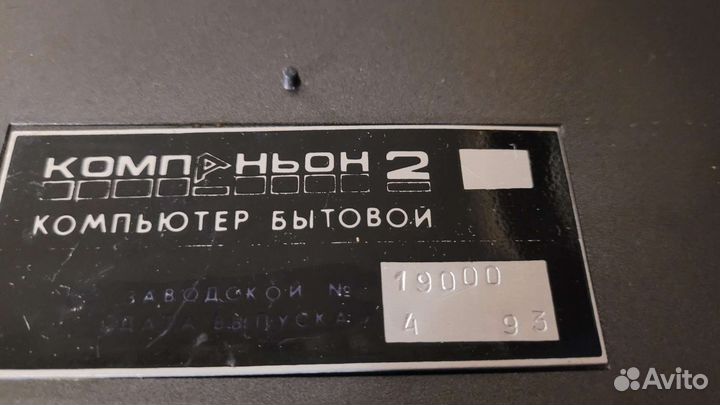 КОМПАНЬОН 2
КОМПЬЮТЕР БЫТОВОЙ
ЗАВОДСКОЙ № 19000
ДАТА ВЫПУСКА 4 93
Avito